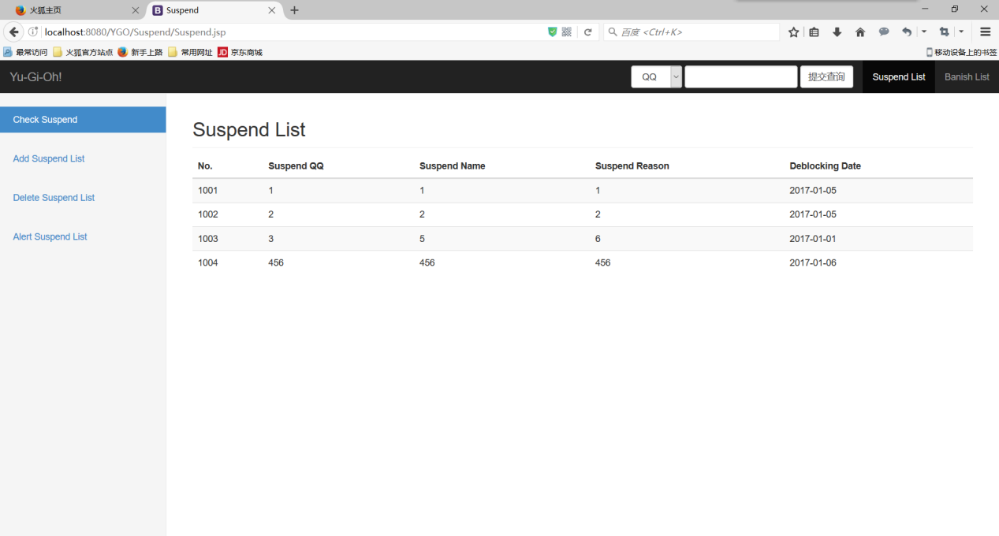 火狐主页 Suspend
localhost:8080/YGO/Suspend/Suspend.jsp 百度 <Ctrl+K>
最常访问 火狐官方站点 新手上路 常用网址 JD 京东商城 移动设备上的书签
Yu-Gi-Oh! QQ 提交查询 Suspend List Banish List
Check Suspend
Add Suspend List
Delete Suspend List
Alert Suspend List
Suspend List
No. Suspend QQ Suspend Name Suspend Reason Deblocking Date
1001 1 1 1 2017-01-05
1002 2 2 2 2017-01-05
1003 3 5 6 2017-01-01
1004 456 456 456 2017-01-06